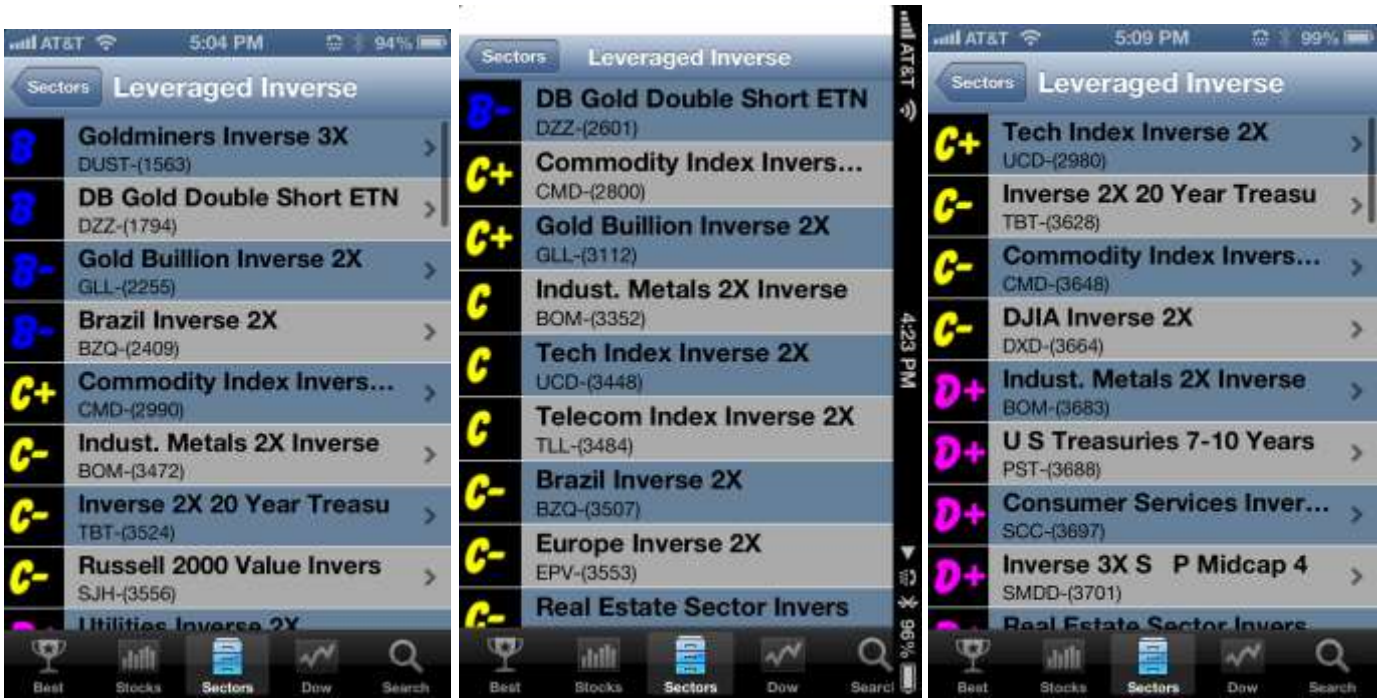 AT&T 5:04 PM 94%
Sectors Leveraged Inverse
B Goldminers Inverse 3X
DUST-(1563)
B DB Gold Double Short ETN
DZZ-(1794)
B- Gold Buillion Inverse 2X
GLL-(2255)
B- Brazil Inverse 2X
BZQ-(2409)
C+ Commodity Index Invers...
CMD-(2990)
C- Indust. Metals 2X Inverse
BOM-(3472)
C- Inverse 2X 20 Year Treasu
TBT-(3524)
C- Russell 2000 Value Invers
SJH-(3556)
Utilities Inverse 2X
Best Stocks Sectors Dow Search
Sectors Leveraged Inverse
B- DB Gold Double Short ETN
DZZ-(2601)
C+ Commodity Index Invers...
CMD-(2800)
C+ Gold Buillion Inverse 2X
GLL-(3112)
C Indust. Metals 2X Inverse
BOM-(3352)
C Tech Index Inverse 2X
UCD-(3448)
C Telecom Index Inverse 2X
TLL-(3484)
C- Brazil Inverse 2X
BZQ-(3507)
C- Europe Inverse 2X
EPV-(3553)
C- Real Estate Sector Invers
Best Stocks Sectors Dow Searc
AT&T 4:23 PM 96%
AT&T 5:09 PM 99%
Sectors Leveraged Inverse
C+ Tech Index Inverse 2X
UCD-(2980)
C- Inverse 2X 20 Year Treasu
TBT-(3628)
C- Commodity Index Invers...
CMD-(3648)
C- DJIA Inverse 2X
DXD-(3664)
D+ Indust. Metals 2X Inverse
BOM-(3683)
D+ U S Treasuries 7-10 Years
PST-(3688)
D+ Consumer Services Inver...
SCC-(3697)
D+ Inverse 3X S P Midcap 4
SMDD-(3701)
Real Estate Sector Invers
Best Stocks Sectors Dow Search